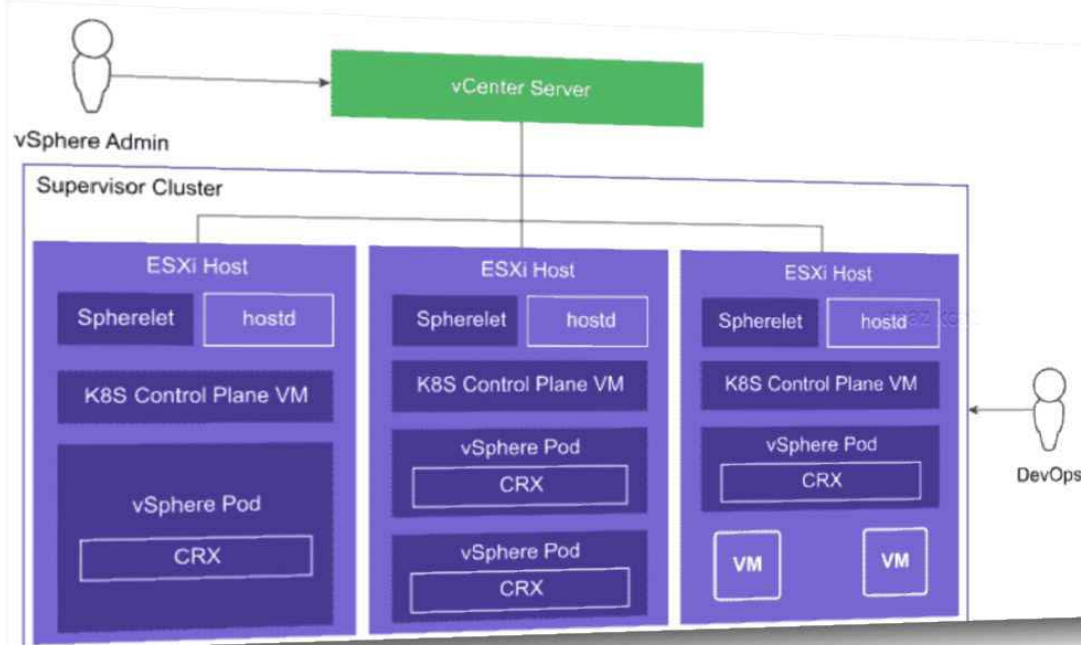 vCenter Server
vSphere Admin
Supervisor Cluster
ESXi Host
Spherelet
hostd
K8S Control Plane VM
vSphere Pod
CRX
ESXi Host
Spherelet
hostd
K8S Control Plane VM
vSphere Pod
CRX
vSphere Pod
CRX
ESXi Host
Spherelet
hostd
K8S Control Plane VM
vSphere Pod
CRX
VM
VM
DevOps